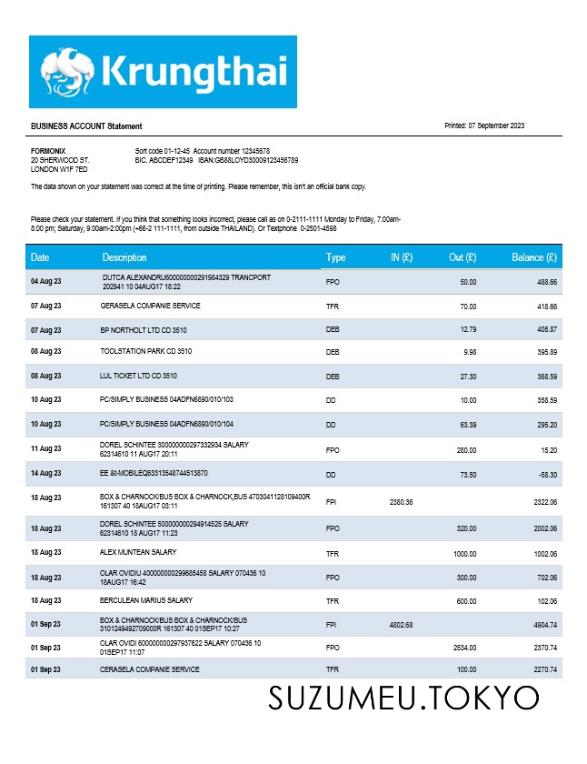 Krungthai
BUSINESS ACCOUNT Statement Printed: 07 September 2023
FORMONIX Sort code 01-12-45 Account number 12345678
20 SHERWOOD ST. BIC. ABCDEF12349 IBAN:GB88LOYD30009123456789
LONDON W1F 7ED
The data shown on your statement was correct at the time of printing. Please remember, this isn't an official bank copy.
Please check your statement. If you think that something looks incorrect, please call as on 0-2111-1111 Monday to Friday, 7:00am-
8:00 pm; Saturday, 9:00am-2:00pm (+66-2 111-1111, from outside THAILAND). Or Textphone 0-2501-4598
Date Description Type IN (£) Out (£) Balance (£)
04 Aug 23 DUTCA ALEXANDRU600000003291984329 TRANCPORT FPO 50.00 488.66
202941 10 04AUG17 18:22
07 Aug 23 GERASELA COMPANIE SERVICE TFR 70.00 418.66
07 Aug 23 BP NORTHOLT LTD CD 3510 DEB 12.79 405.87
08 Aug 23 TOOLSTATION PARK CD 3510 DEB 9.98 395.89
08 Aug 23 LUL TICKET LTD CD 3510 DEB 27.30 368.59
10 Aug 23 PC/SIMPLY BUSINESS 04ADFN6890/010/103 DD 10.00 358.59
10 Aug 23 PC/SIMPLY BUSINESS 04ADFN6890/010/104 DD 63.39 295.20
11 Aug 23 DOREL SCHINTEE 300000000297332934 SALARY FPO 280.00 15.20
62314610 11 AUG17 20:11
14 Aug 23 EE &t-MOBILEQ63313548744513870 DD 73.50 -58.30
18 Aug 23 BOX & CHARNOCK/BUS BOX & CHARNOCK,BUS 4703041128109400R FPI 2380.36 2322.06
161307 40 18AUG17 03:11
18 Aug 23 DOREL SCHINTEE 500000000294914525 SALARY FPO 320.00 2002.06
62314610 18 AUG17 11:23
18 Aug 23 ALEX MUNTEAN SALARY TFR 1000.00 1002.06
18 Aug 23 OLAR OVIDIU 400000000299685458 SALARY 070436 10 FPO 300.00 702.06
18AUG17 16:42
18 Aug 23 BERCULEAN MARIUS SALARY TFR 600.00 102.06
01 Sep 23 BOX & CHARNOCK/BUS BOX & CHARNOCK/BUS FPI 4802.68 4904.74
3101249492709000R 161307 40 01SEP17 10:27
01 Sep 23 OLAR OVIDI 600000000297937622 SALARY 070436 10 FPO 2534.00 2370.74
01SEP17 11:07
01 Sep 23 CERASELA COMPANIE SERVICE TFR 100.00 2270.74
SUZUMEU.TOKYO